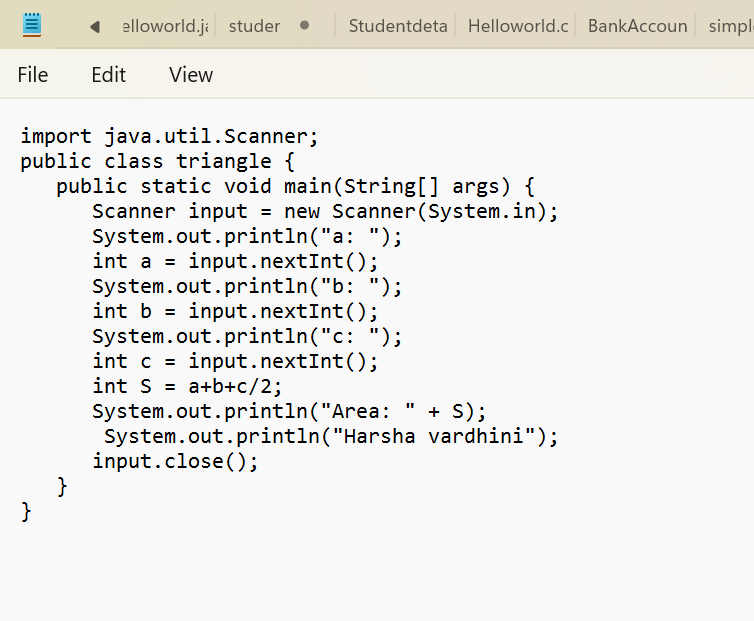 studer
Studentdeta
Helloworld.c
BankAccoun
File Edit View
import java.util.Scanner;
public class triangle {
   public static void main(String[] args) {
      Scanner input = new Scanner(System.in);
      System.out.println("a: ");
      int a = input.nextInt();
      System.out.println("b: ");
      int b = input.nextInt();
      System.out.println("c: ");
      int c = input.nextInt();
      int S = a+b+c/2;
      System.out.println("Area: " + S);
       System.out.println("Harsha vardhini");
      input.close();
   }
}